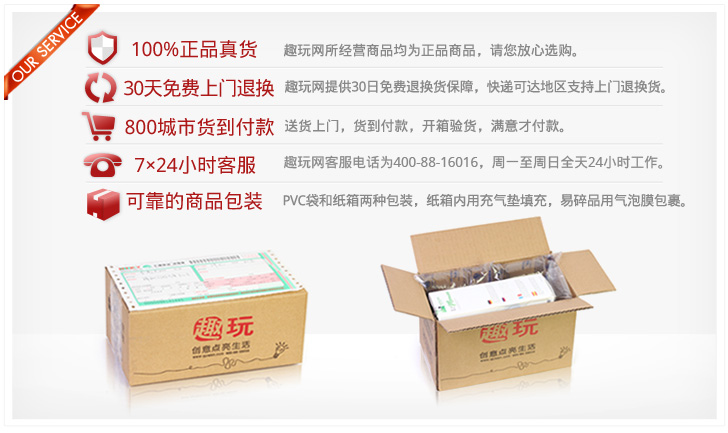 OUR SERVICE
100%正品真货
趣玩网所经营商品均为正品商品，请您放心选购。
30天免费上门退换
趣玩网提供30日免费退换货保障，快递可达地区支持上门退换货。
800城市货到付款
送货上门，货到付款，开箱验货，满意才付款。
7×24小时客服
趣玩网客服电话为400-88-16016，周一至周日全天24小时工作。
可靠的商品包装
PVC袋和纸箱两种包装，纸箱内用充气垫填充，易碎品用气泡膜包裹。
趣玩
创意点亮生活
趣玩
创意点亮生活